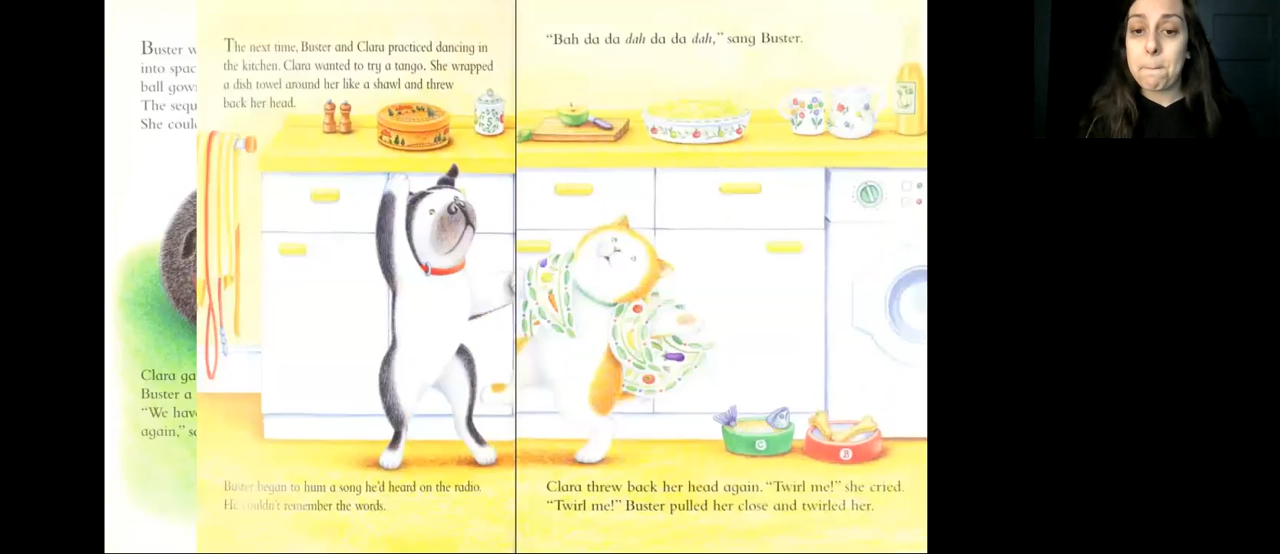 Buster w
into spac
ball gow
The sequ
She coul
Clara ga
Buster a
“We hav
again,” s
The next time, Buster and Clara practiced dancing in
the kitchen. Clara wanted to try a tango. She wrapped
a dish towel around her like a shawl and threw
back her head.
Buster began to hum a song he’d heard on the radio.
He couldn’t remember the words.
“Bah da da dah da da dah,” sang Buster.
C
B
Clara threw back her head again. “Twirl me!” she cried.
“Twirl me!” Buster pulled her close and twirled her.